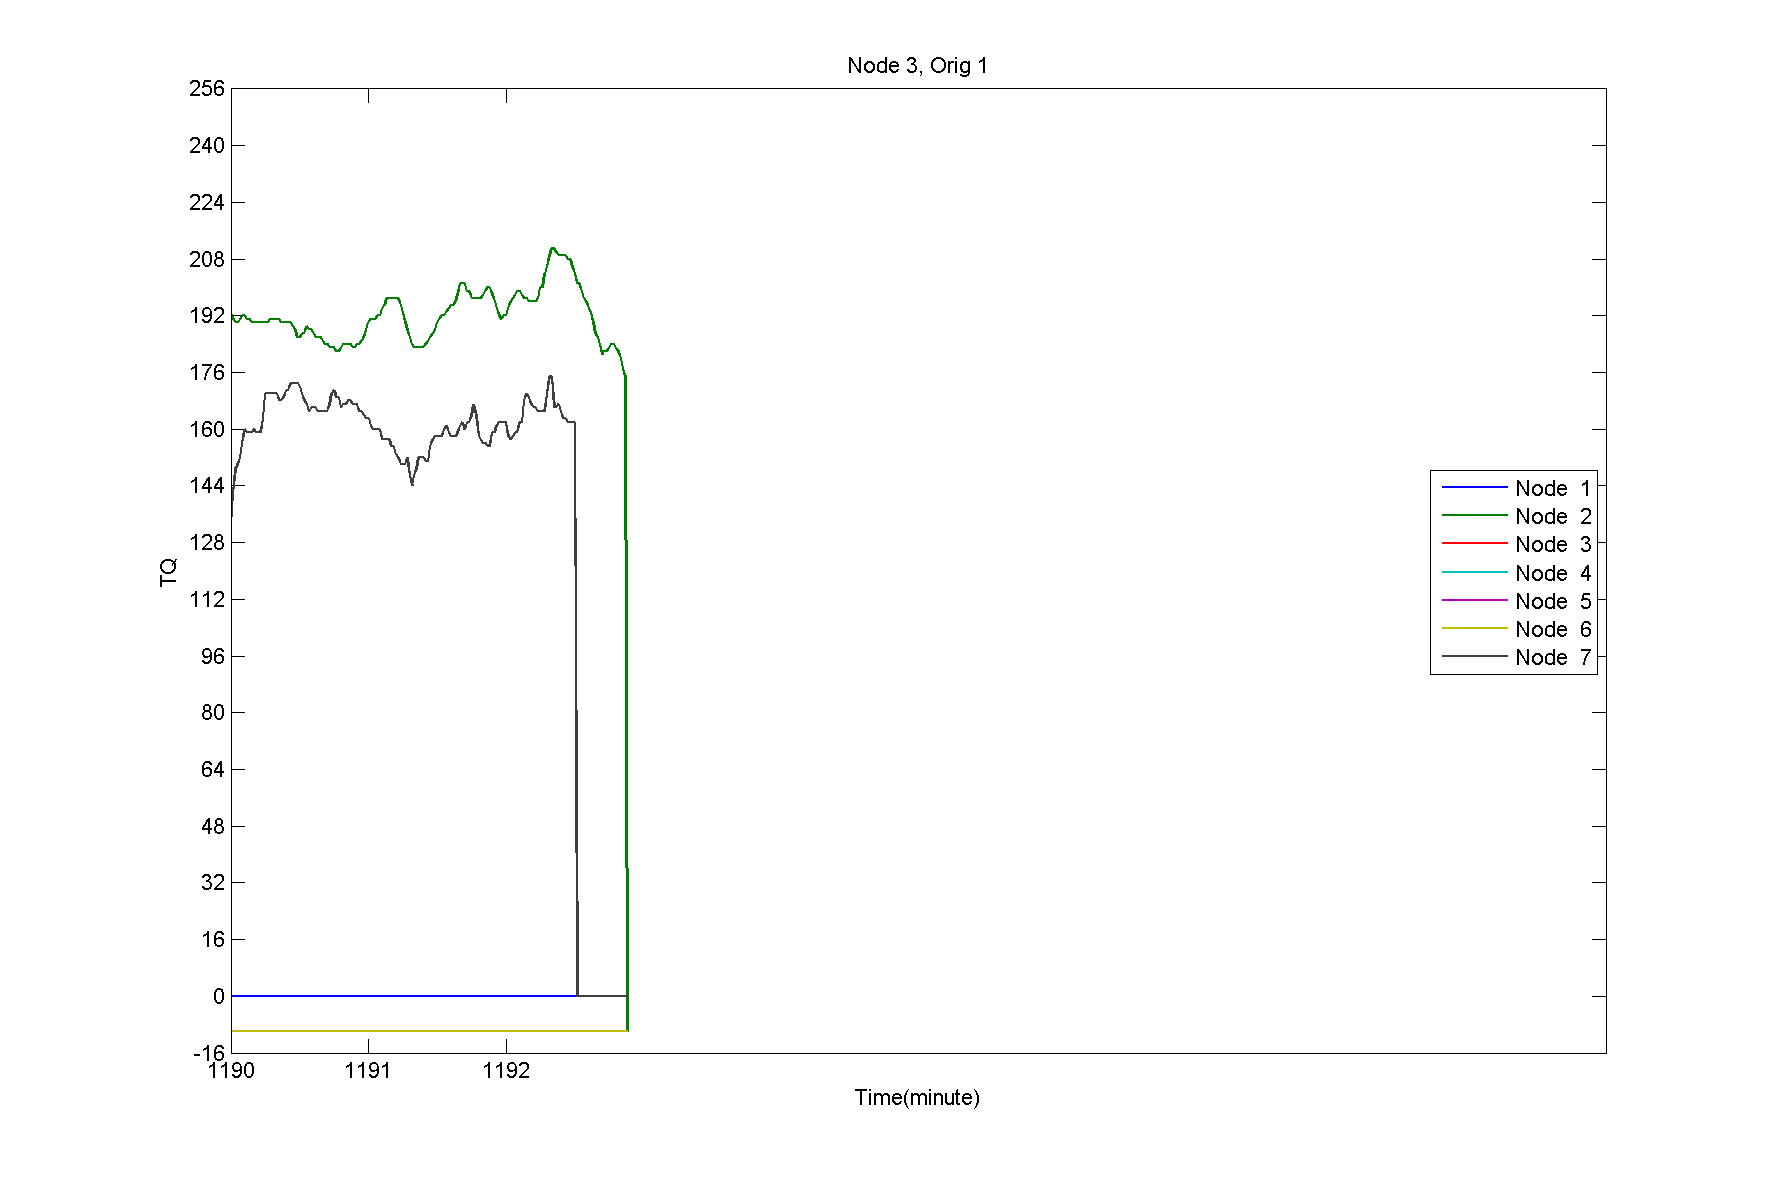 Node 3, Orig 1
256
240
224
208
192
176
160
144
128
112
96
80
64
48
32
16
0
-16
TQ
1190 1191 1192
Time(minute)
Node 1
Node 2
Node 3
Node 4
Node 5
Node 6
Node 7